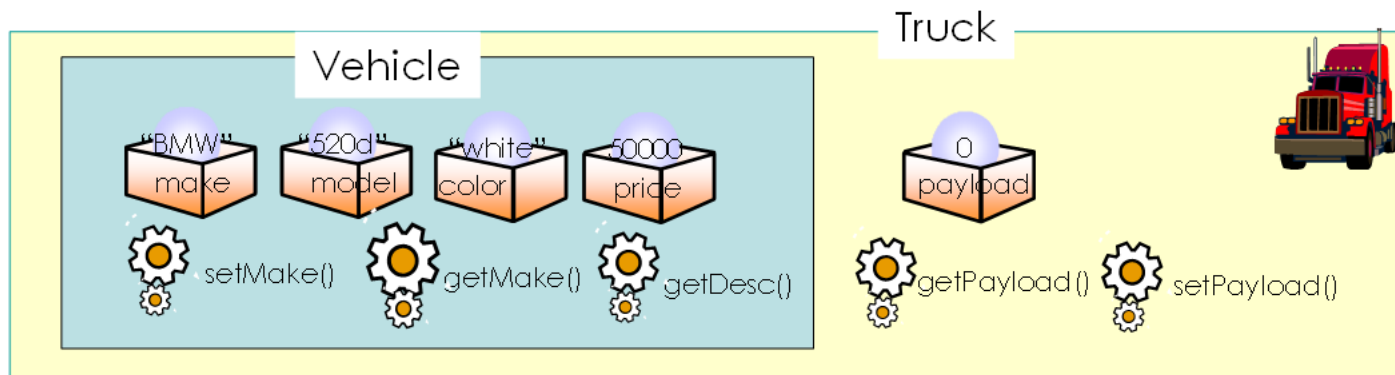 Truck
Vehicle
“BMW” “520d” “white” 50000 0
make model color price payload
setMake() getMake() getDesc() getPayload() setPayload()